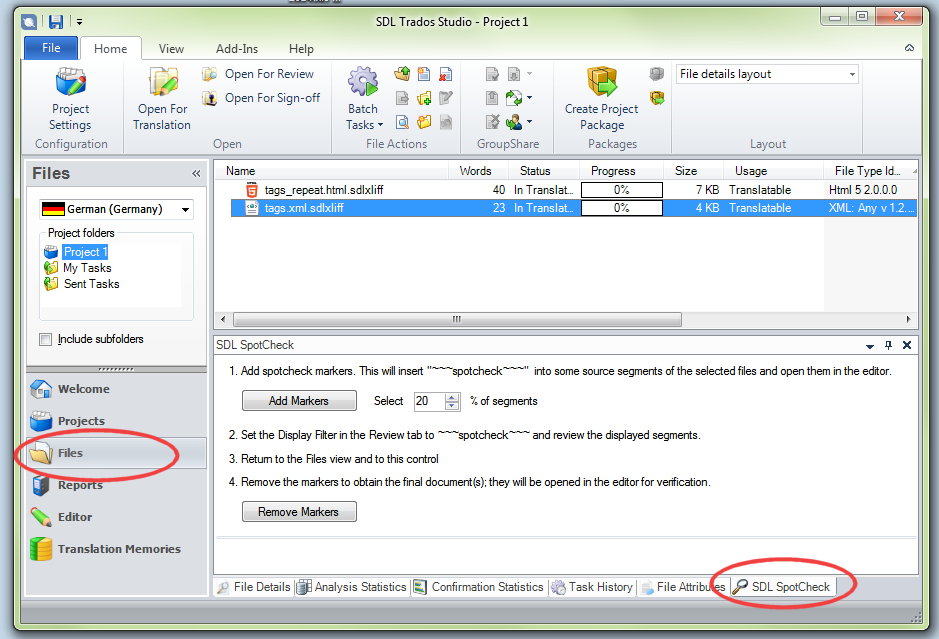 SDL Trados Studio - Project 1
File Home View Add-Ins Help
Project Settings
Configuration
Open For Translation
Open For Review
Open For Sign-off
Open
Batch Tasks
File Actions
GroupShare
Create Project Package
Packages
File details layout
Layout
Files
German (Germany)
Project folders
Project 1
My Tasks
Sent Tasks
Include subfolders
Welcome
Projects
Files
Reports
Editor
Translation Memories
Name Words Status Progress Size Usage File Type Id...
tags_repeat.html.sdlxliff 40 In Translat... 0% 7 KB Translatable Html 5 2.0.0.0
tags.xml.sdlxliff 23 In Translat... 0% 4 KB Translatable XML: Any v 1.2....
SDL SpotCheck
1. Add spotcheck markers. This will insert "~~~spotcheck~~~" into some source segments of the selected files and open them in the editor.
Add Markers Select 20 % of segments
2. Set the Display Filter in the Review tab to ~~~spotcheck~~~ and review the displayed segments.
3. Return to the Files view and to this control
4. Remove the markers to obtain the final document(s); they will be opened in the editor for verification.
Remove Markers
File Details Analysis Statistics Confirmation Statistics Task History File Attributes SDL SpotCheck